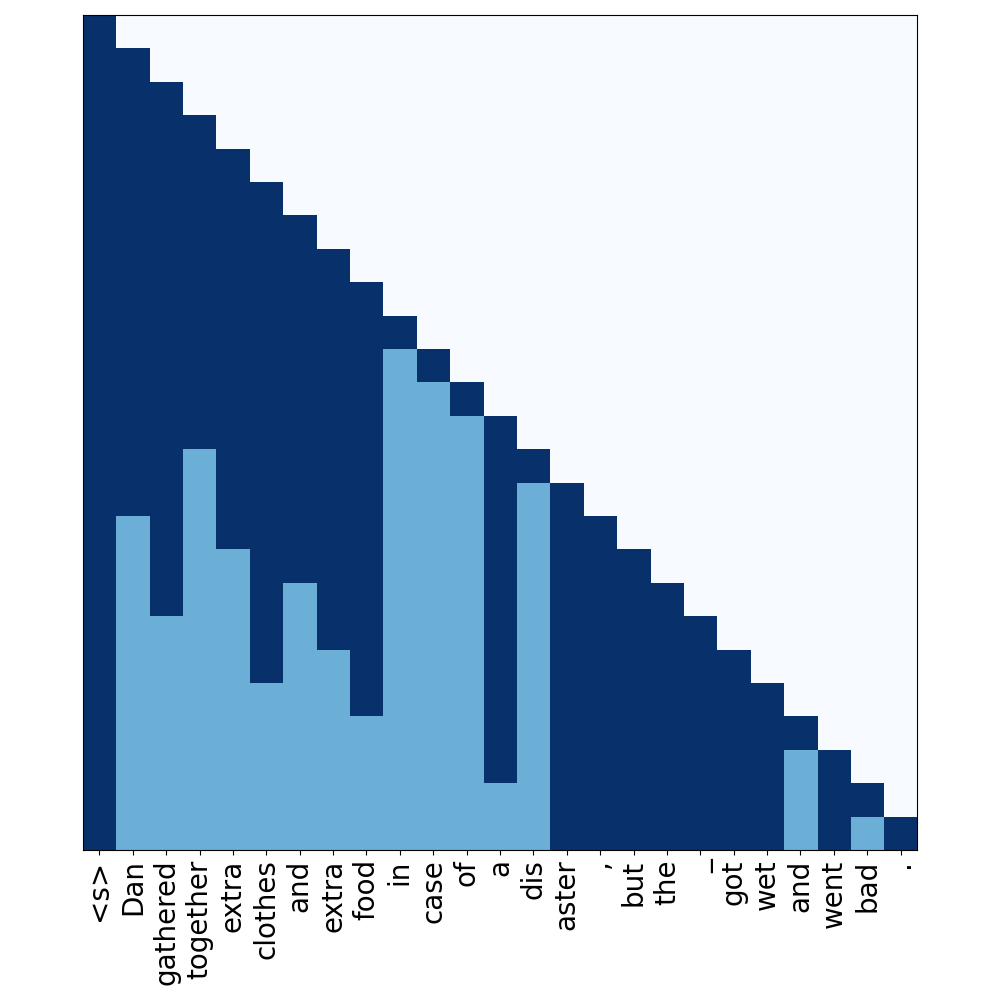 <s>
Dan
gathered
together
extra
clothes
and
extra
food
in
case
of
a
dis
aster
,
but
the
_
got
wet
and
went
bad
.